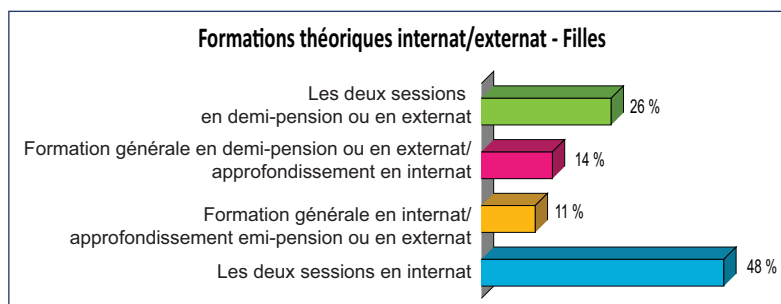 Formations théoriques internat/externat - Filles
Les deux sessions
en demi-pension ou en externat
26 %
Formation générale en demi-pension ou en externat/
approfondissement en internat
14 %
Formation générale en internat/
approfondissement emi-pension ou en externat
11 %
Les deux sessions en internat
48 %